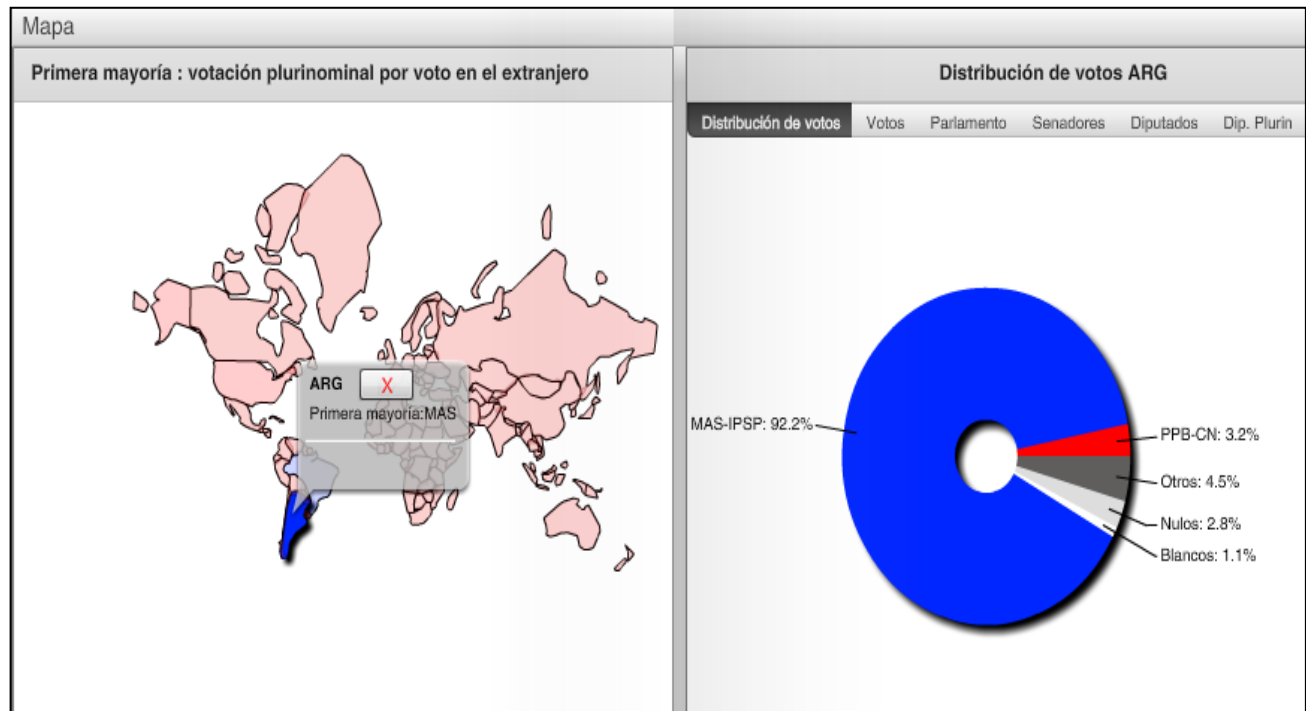 Mapa
Primera mayoría : votación plurinominal por voto en el extranjero
ARG X
Primera mayoría:MAS
Distribución de votos ARG
Distribución de votos Votos Parlamento Senadores Diputados Dip. Plurin
MAS-IPSP: 92.2%
PPB-CN: 3.2%
Otros: 4.5%
Nulos: 2.8%
Blancos: 1.1%